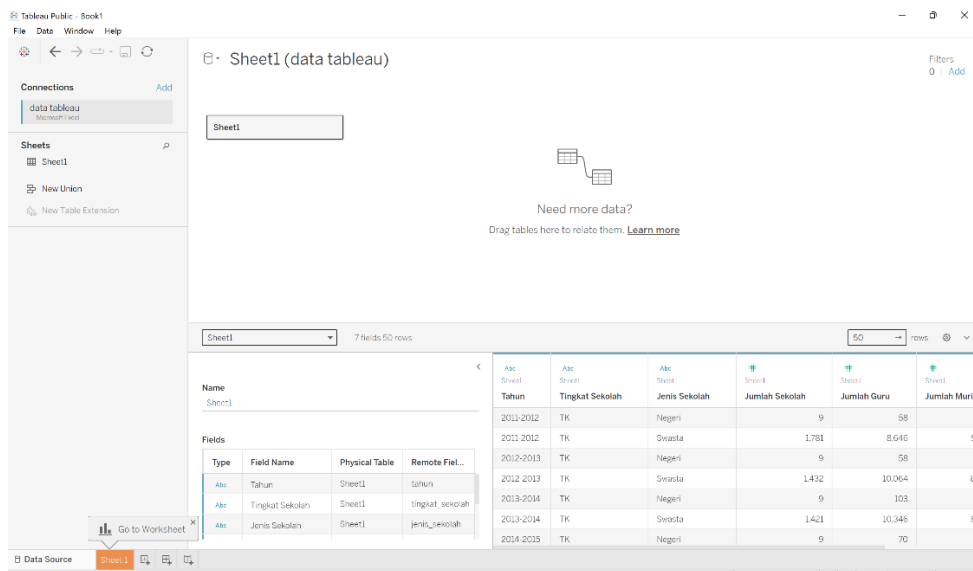 Tableau Public - Book1
File Data Window Help
Connections Add
data tableau
Microsoft Excel
Sheets
Sheet1
New Union
New Table Extension
Sheet1 (data tableau)
Filters
0 Add
Sheet1
Need more data?
Drag tables here to relate them. Learn more
Sheet1 7 fields 50 rows 50 → rows
Name
Sheet1
Fields
Type Field Name Physical Table Remote Fiel...
Abc Tahun Sheet1 tahun
Abc Tingkat Sekolah Sheet1 tingkat_sekolah
Abc Jenis Sekolah Sheet1 jenis_sekolah
Abc Abc Abc # # #
Sheet1 Sheet1 Sheet1 Sheet1 Sheet1 Sheet1
Tahun Tingkat Sekolah Jenis Sekolah Jumlah Sekolah Jumlah Guru Jumlah Muri
2011-2012 TK Negeri 9 58
2011-2012 TK Swasta 1,781 8,646
2012-2013 TK Negeri 9 58
2012-2013 TK Swasta 1,432 10,064
2013-2014 TK Negeri 9 103
2013-2014 TK Swasta 1,421 10,346
2014-2015 TK Negeri 9 70
Go to Worksheet
Data Source Sheet 1